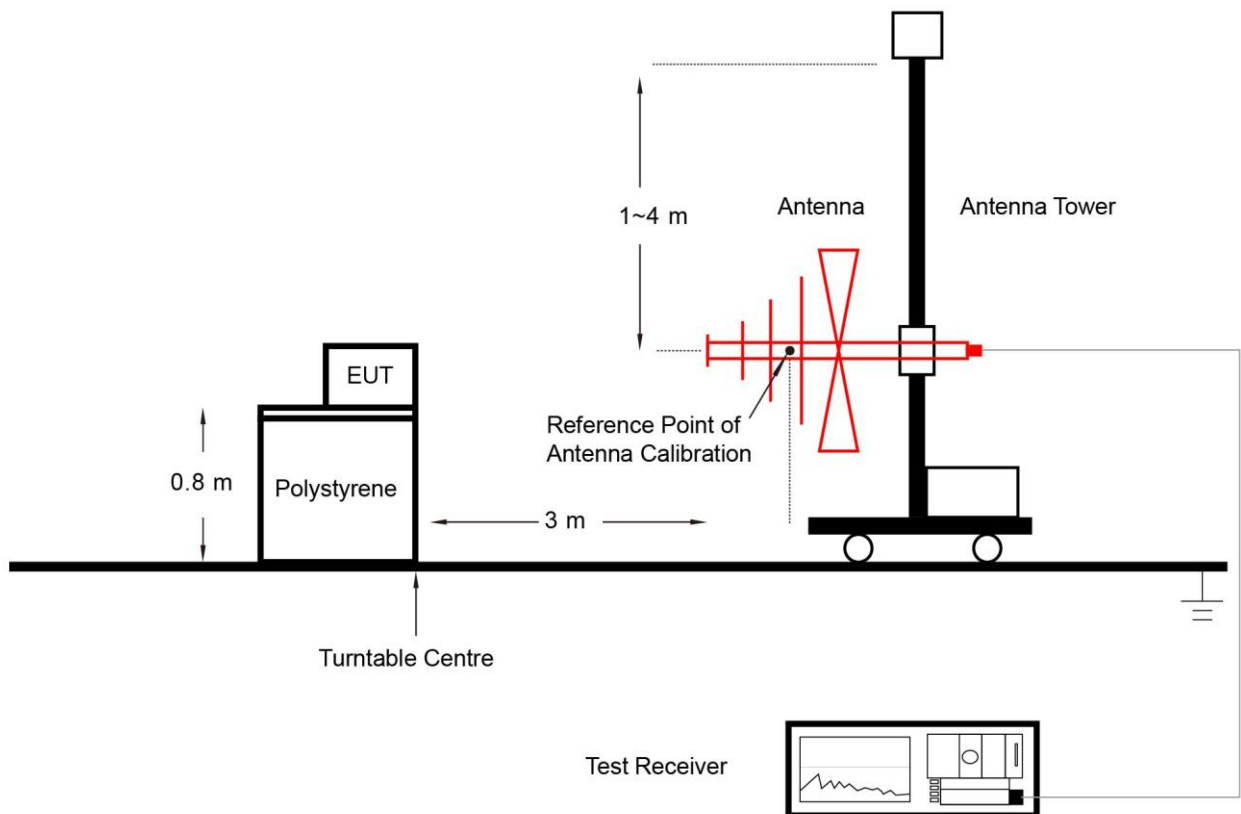 1~4 m
Antenna
Antenna Tower
EUT
Reference Point of
Antenna Calibration
0.8 m
Polystyrene
3 m
Turntable Centre
Test Receiver